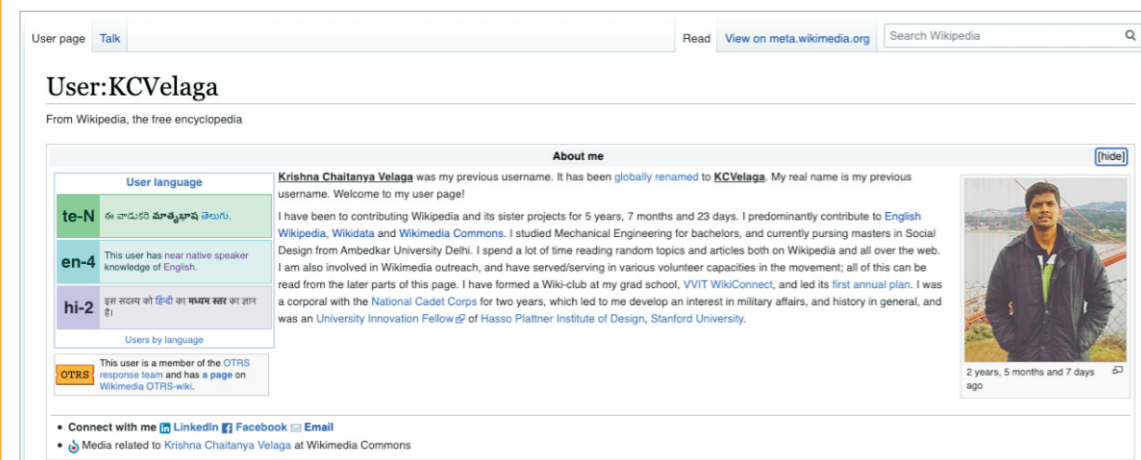 User page Talk Read View on meta.wikimedia.org Search Wikipedia
User:KCVelaga
From Wikipedia, the free encyclopedia
About me [hide]
User language
te-N ఈ వాడుకరి మాతృభాష తెలుగు.
en-4 This user has near native speaker
knowledge of English.
hi-2 इस सदस्य को हिन्दी का मध्यम स्तर का ज्ञान
है।
Users by language
OTRS This user is a member of the OTRS
response team and has a page on
Wikimedia OTRS-wiki.
Krishna Chaitanya Velaga was my previous username. It has been globally renamed to KCVelaga. My real name is my previous
username. Welcome to my user page!
I have been to contributing Wikipedia and its sister projects for 5 years, 7 months and 23 days. I predominantly contribute to English
Wikipedia, Wikidata and Wikimedia Commons. I studied Mechanical Engineering for bachelors, and currently pursing masters in Social
Design from Ambedkar University Delhi. I spend a lot of time reading random topics and articles both on Wikipedia and all over the web.
I am also involved in Wikimedia outreach, and have served/serving in various volunteer capacities in the movement; all of this can be
read from the later parts of this page. I have formed a Wiki-club at my grad school, VVIT WikiConnect, and led its first annual plan. I was
a corporal with the National Cadet Corps for two years, which led to me develop an interest in military affairs, and history in general, and
was an University Innovation Fellow of Hasso Plattner Institute of Design, Stanford University.
2 years, 5 months and 7 days
ago
• Connect with me LinkedIn Facebook Email
• Media related to Krishna Chaitanya Velaga at Wikimedia Commons